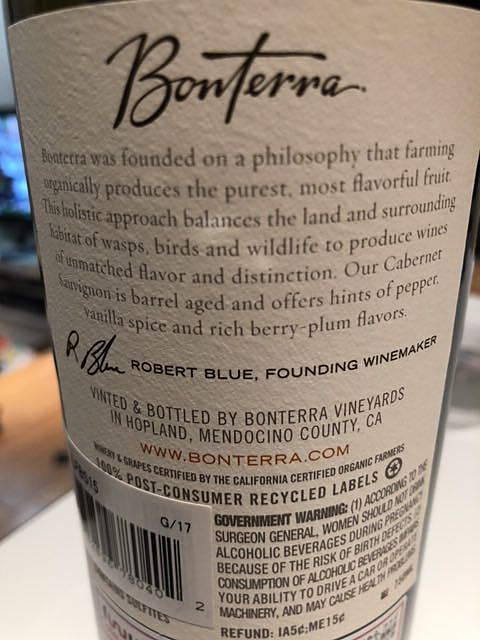 Bonterra
Bonterra was founded on a philosophy that farming
organically produces the purest, most flavorful fruit.
This holistic approach balances the land and surrounding
habitat of wasps, birds and wildlife to produce wines
of unmatched flavor and distinction. Our Cabernet
Sauvignon is barrel aged and offers hints of pepper,
vanilla spice and rich berry-plum flavors.
R Blue ROBERT BLUE, FOUNDING WINEMAKER
VINTED & BOTTLED BY BONTERRA VINEYARDS
IN HOPLAND, MENDOCINO COUNTY, CA
WWW.BONTERRA.COM
WINERY & GRAPES CERTIFIED BY THE CALIFORNIA CERTIFIED ORGANIC FARMERS
100% POST-CONSUMER RECYCLED LABELS
G/17
2
SULFITES
GOVERNMENT WARNING: (1) ACCORDING TO THE
SURGEON GENERAL, WOMEN SHOULD NOT DRINK
ALCOHOLIC BEVERAGES DURING PREGNANCY
BECAUSE OF THE RISK OF BIRTH DEFECTS.
CONSUMPTION OF ALCOHOLIC BEVERAGES IMPAIRS
YOUR ABILITY TO DRIVE A CAR OR OPERATE
MACHINERY, AND MAY CAUSE HEALTH PROBLEMS.
REFUND: IA5¢:ME15¢